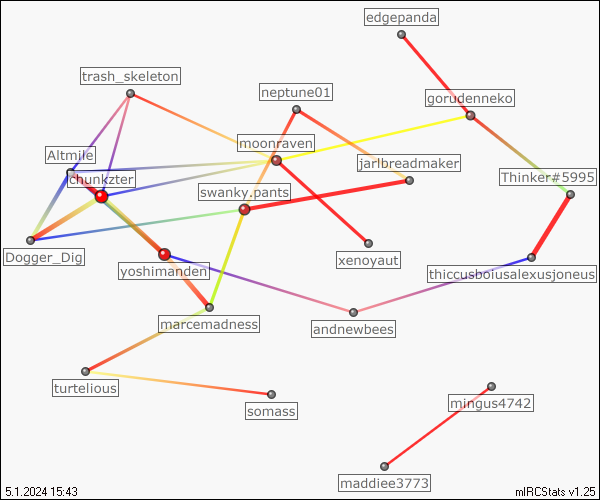 edgepanda
trash_skeleton
neptune01
gorudenneko
moonraven
Altmile
jarlbreadmaker
chunkzter
Thinker#5995
swanky.pants
Dogger_Dig
xenoyaut
yoshimanden
thiccusboiusalexusjoneus
marcemadness
andnewbees
turtelious
mingus4742
somass
maddiee3773
5.1.2024 15:43
mIRCStats v1.25